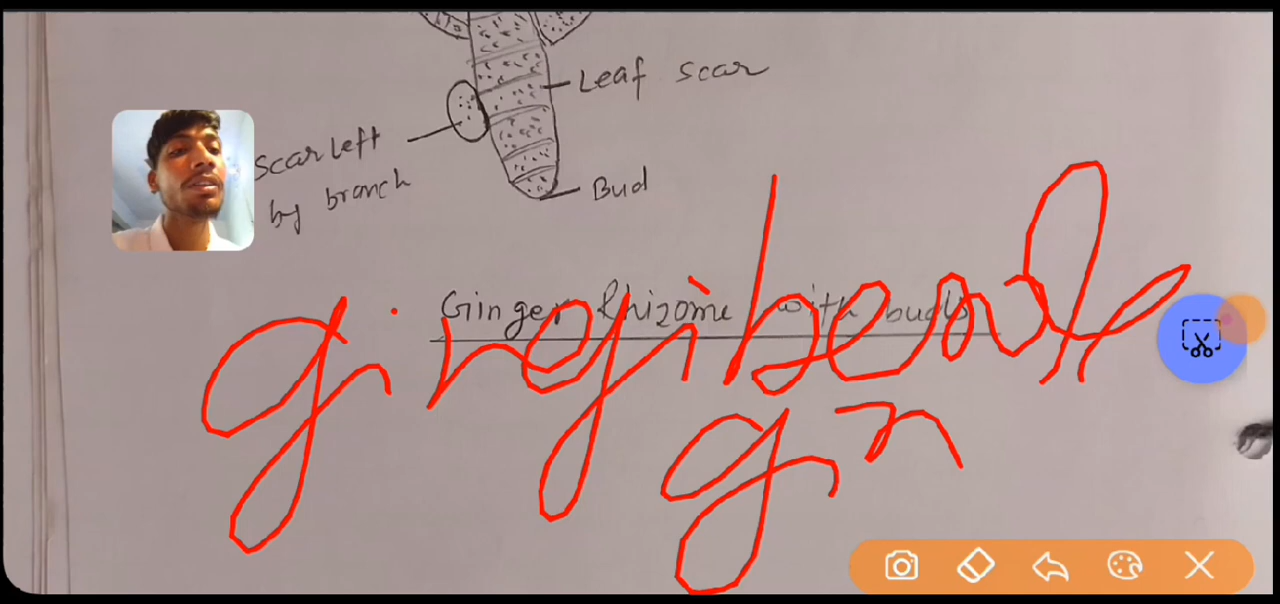 Leaf scar
Scar left
by branch
Bud
Ginger Rhizome with buds